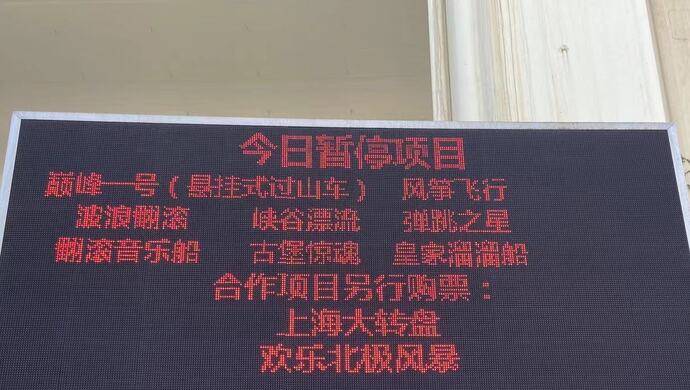 今日暂停项目
巅峰一号（悬挂式过山车） 风筝飞行
波浪翻滚 峡谷漂流 弹跳之星
翻滚音乐船 古堡惊魂 皇家溜溜船
合作项目另行购票：
上海大转盘
欢乐北极风暴